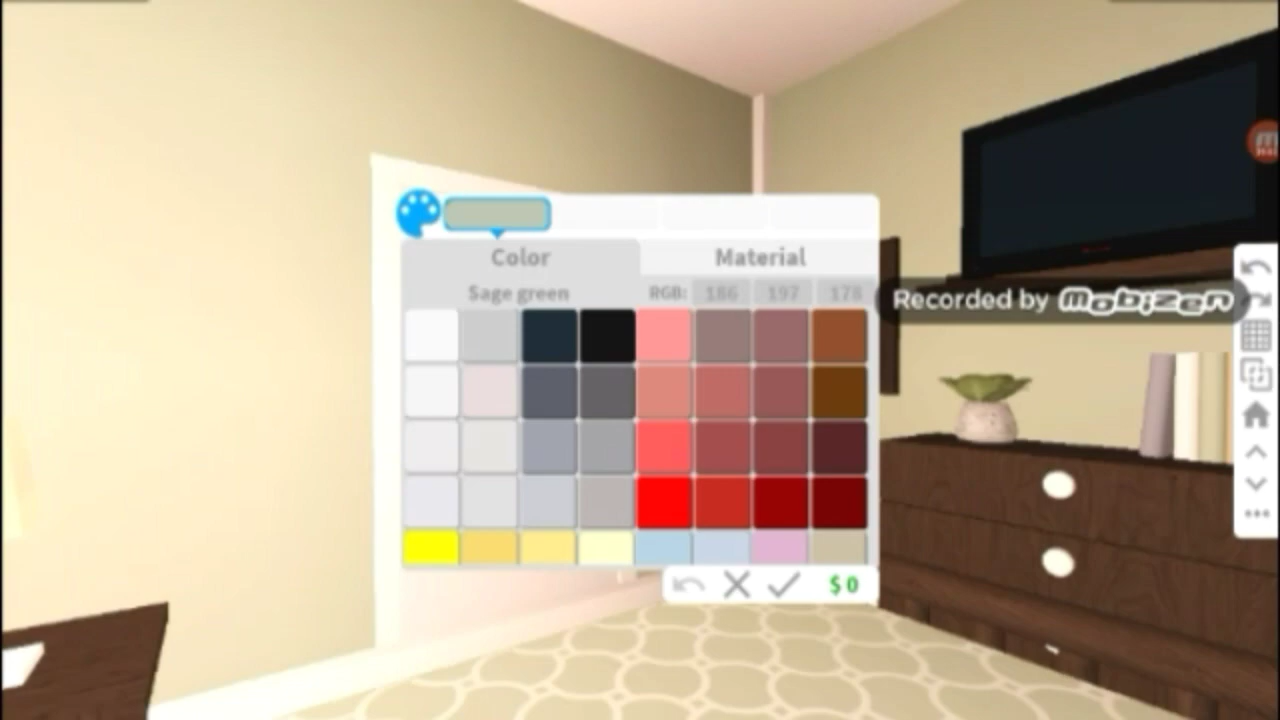 Color
Material
Sage green
RGB: 186 197 178
Recorded by Mobizen
$0